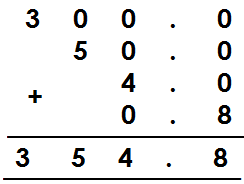 3 0 0 . 0
5 0 . 0
4 . 0
+ 0 . 8
3 5 4 . 8